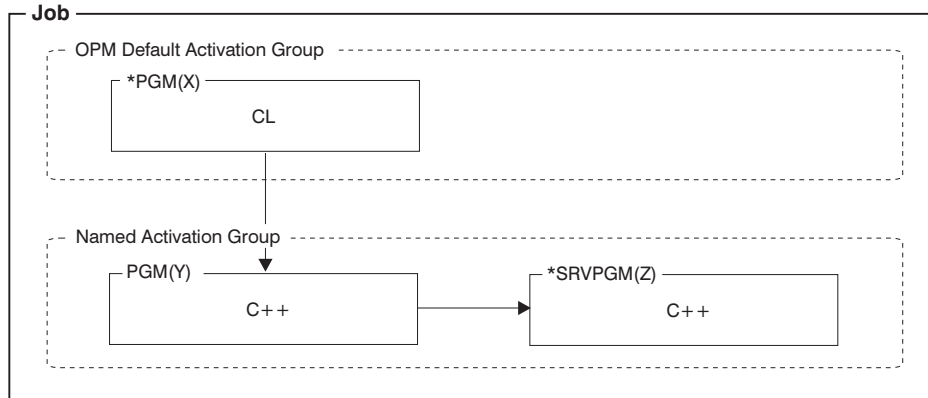 Job
OPM Default Activation Group
*PGM(X)
CL
Named Activation Group
PGM(Y)
C++
*SRVPGM(Z)
C++